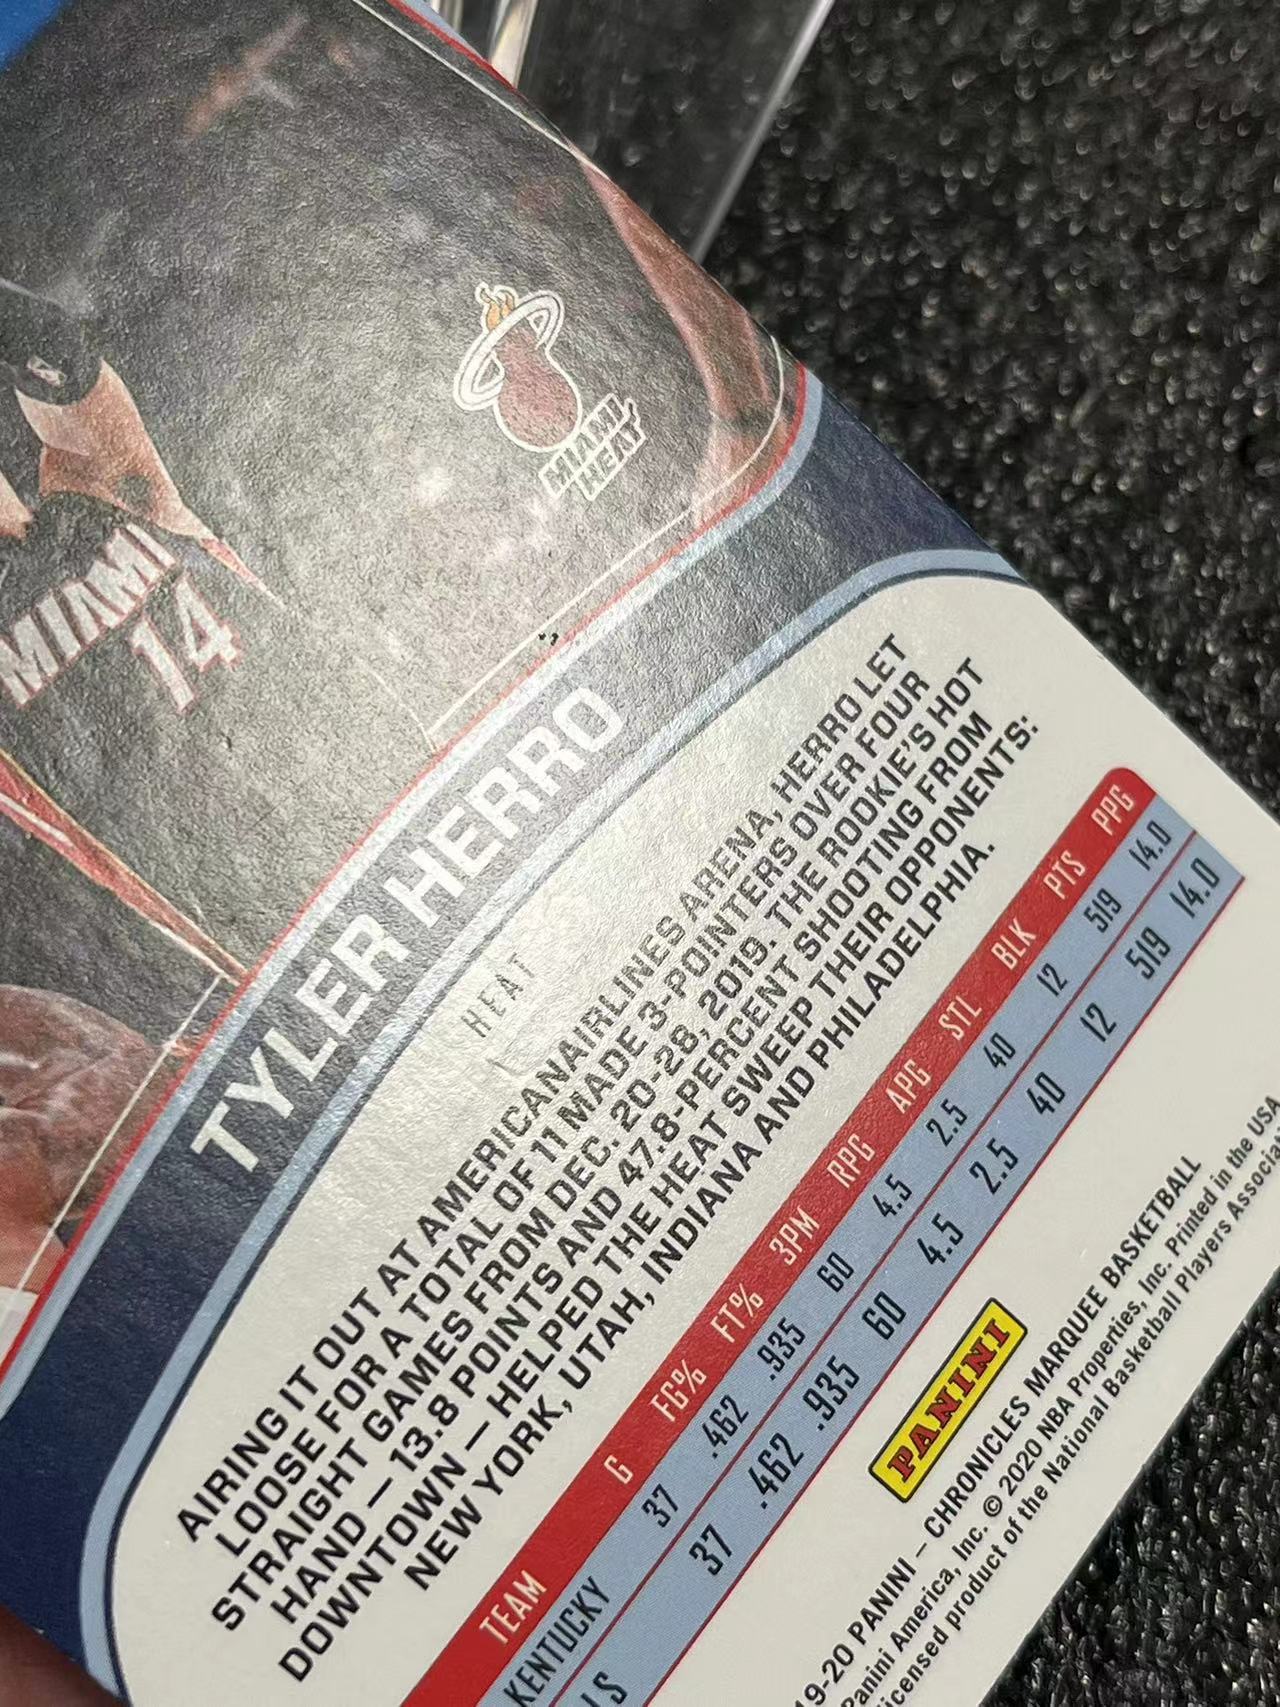 MIAMI
HEAT
MIAMI
14
TYLER HERRO
HEAT
AIRING IT OUT AT AMERICANAIRLINES ARENA, HERRO LET
LOOSE FOR A TOTAL OF 11 MADE 3-POINTERS OVER FOUR
STRAIGHT GAMES FROM DEC. 20-28, 2019. THE ROOKIE'S HOT
HAND — 13.8 POINTS AND 47.8-PERCENT SHOOTING FROM
DOWNTOWN — HELPED THE HEAT SWEEP THEIR OPPONENTS:
NEW YORK, UTAH, INDIANA AND PHILADELPHIA.
TEAM G FG% FT% 3PM RPG APG STL BLK PTS PPG
KENTUCKY 37 .462 .935 60 4.5 2.5 40 12 519 14.0
LS 37 .462 .935 60 4.5 2.5 40 12 519 14.0
PANINI
19-20 PANINI – CHRONICLES MARQUEE BASKETBALL
Panini America, Inc. © 2020 NBA Properties, Inc. Printed in the USA
licensed product of the National Basketball Players Associa